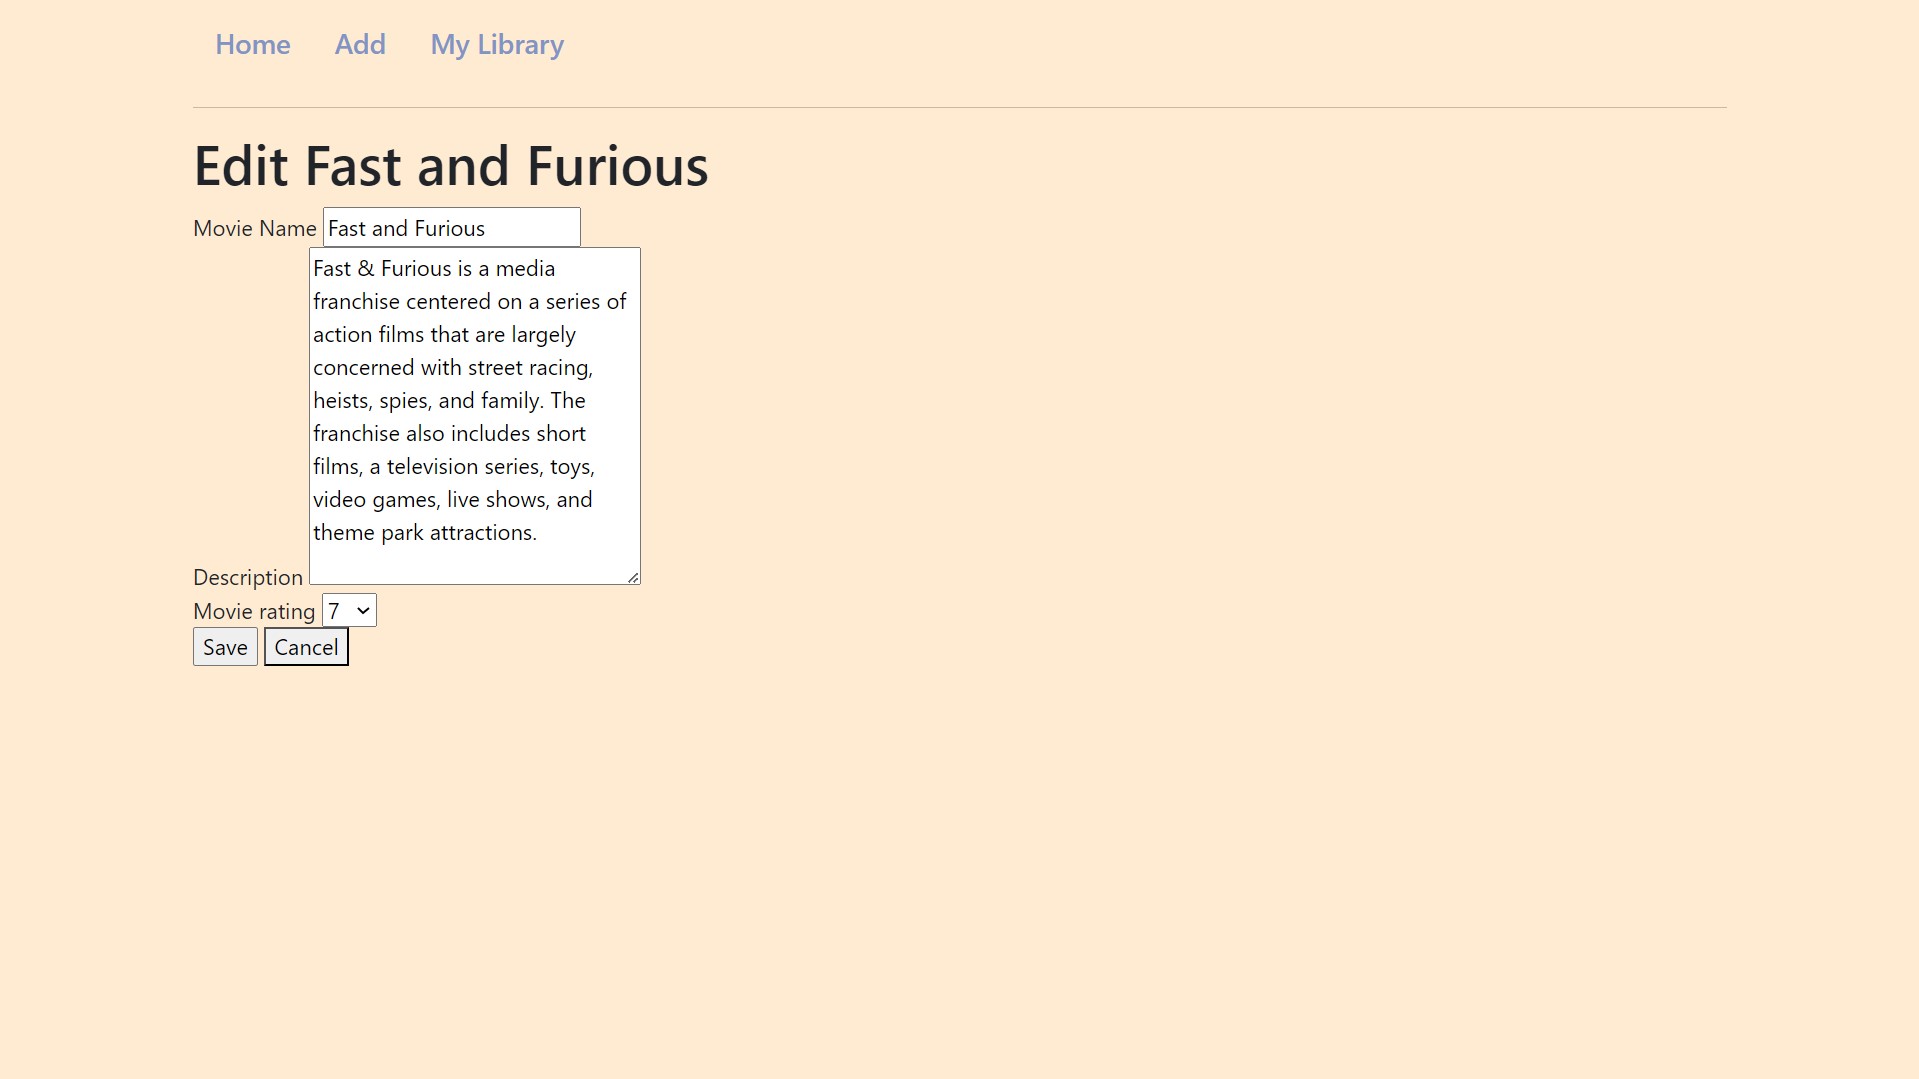 Home Add My Library
Edit Fast and Furious
Movie Name Fast and Furious
Fast & Furious is a media
franchise centered on a series of
action films that are largely
concerned with street racing,
heists, spies, and family. The
franchise also includes short
films, a television series, toys,
video games, live shows, and
theme park attractions.
Description
Movie rating 7
Save Cancel